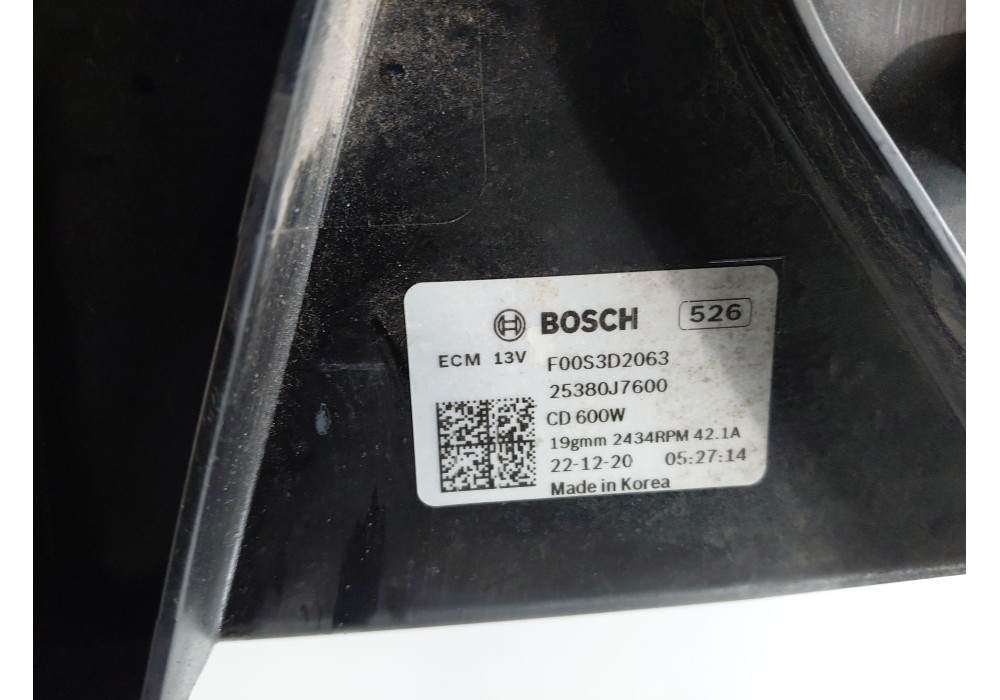 BOSCH 526
ECM 13V F00S3D2063
25380J7600
CD 600W
19gmm 2434RPM 42.1A
22-12-20 05:27:14
Made in Korea